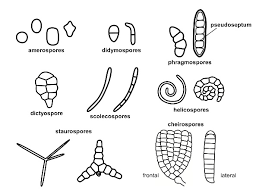 pseudoseptum
amerospores
didymospores
phragmospores
dictyospore
scolecospores
helicospores
staurospores
cheirospores
frontal
lateral